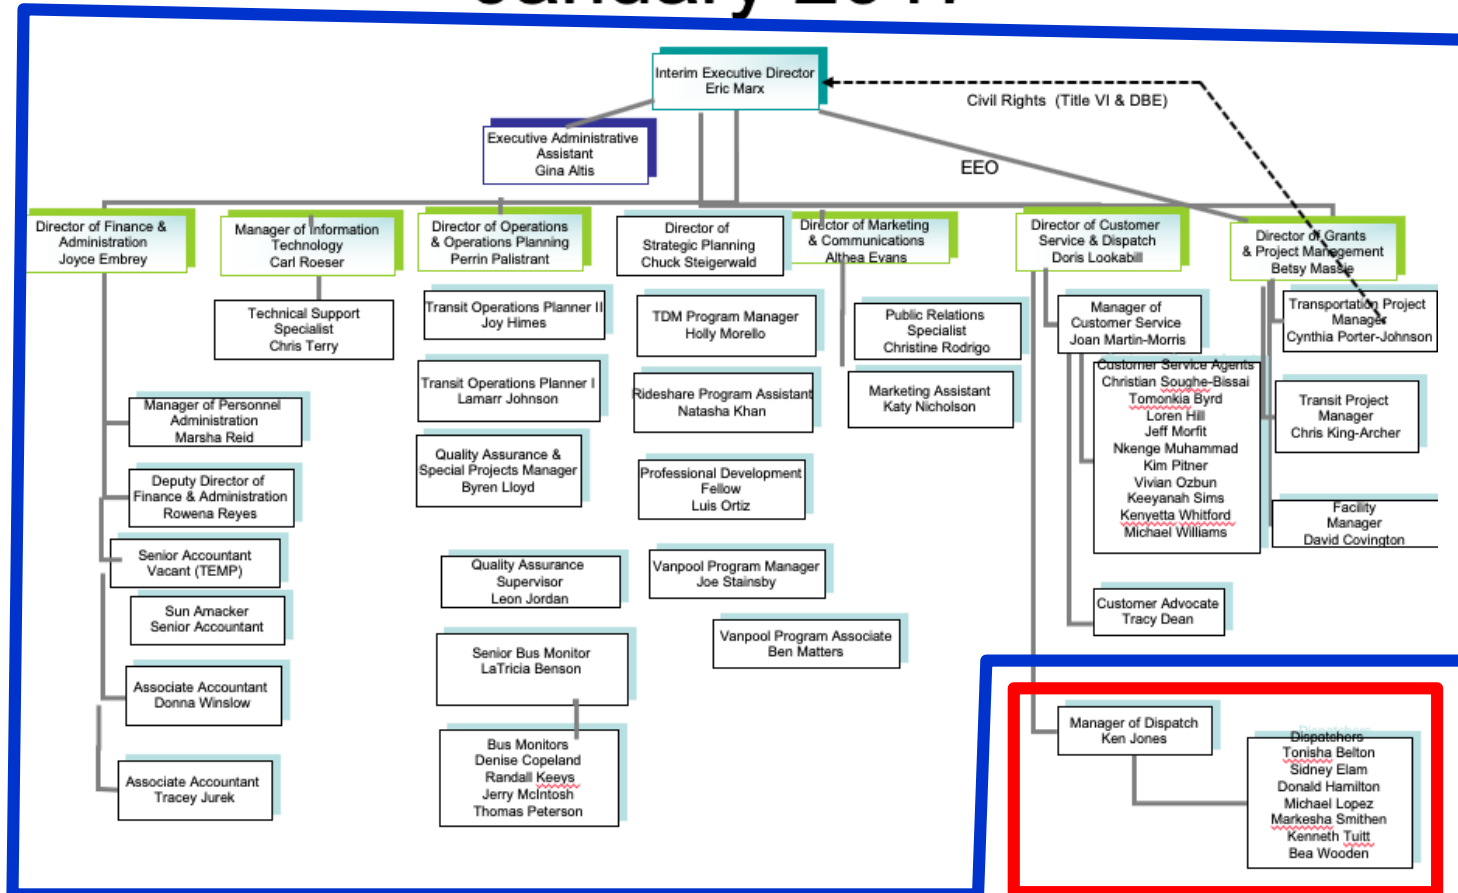 January 2017
Interim Executive Director
Eric Marx
Civil Rights (Title VI & DBE)
Executive Administrative
Assistant
Gina Altis
EEO
Director of Finance &
Administration
Joyce Embrey
Manager of Information
Technology
Carl Roeser
Director of Operations
& Operations Planning
Perrin Palistrant
Director of
Strategic Planning
Chuck Steigerwald
Director of Marketing
& Communications
Althea Evans
Director of Customer
Service & Dispatch
Doris Lookabill
Director of Grants
& Project Management
Betsy Massie
Technical Support
Specialist
Chris Terry
Manager of Personnel
Administration
Marsha Reid
Deputy Director of
Finance & Administration
Rowena Reyes
Senior Accountant
Vacant (TEMP)
Sun Amacker
Senior Accountant
Associate Accountant
Donna Winslow
Associate Accountant
Tracey Jurek
Transit Operations Planner II
Joy Himes
Transit Operations Planner I
Lamarr Johnson
Quality Assurance &
Special Projects Manager
Byren Lloyd
Quality Assurance
Supervisor
Leon Jordan
Senior Bus Monitor
LaTricia Benson
Bus Monitors
Denise Copeland
Randall Keeys
Jerry McIntosh
Thomas Peterson
TDM Program Manager
Holly Morello
Rideshare Program Assistant
Natasha Khan
Professional Development
Fellow
Luis Ortiz
Vanpool Program Manager
Joe Stainsby
Vanpool Program Associate
Ben Matters
Public Relations
Specialist
Christine Rodrigo
Marketing Assistant
Katy Nicholson
Manager of
Customer Service
Joan Martin-Morris
Customer Service Agents
Christian Soughe-Bissai
Tomonkia Byrd
Loren Hill
Jeff Morfit
Nkenge Muhammad
Kim Pitner
Vivian Ozbun
Keeyanah Sims
Kenyetta Whitford
Michael Williams
Customer Advocate
Tracy Dean
Manager of Dispatch
Ken Jones
Dispatchers
Tonisha Belton
Sidney Elam
Donald Hamilton
Michael Lopez
Markesha Smithen
Kenneth Tuitt
Bea Wooden
Transportation Project
Manager
Cynthia Porter-Johnson
Transit Project
Manager
Chris King-Archer
Facility
Manager
David Covington